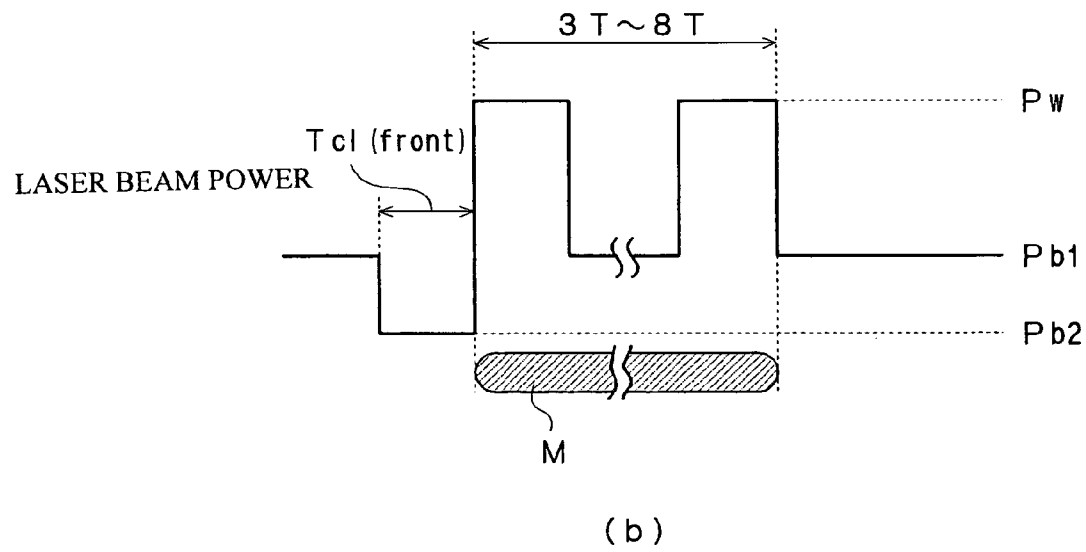 3T～8T
Pw
Tcl (front)
LASER BEAM POWER
Pb1
Pb2
M
(b)